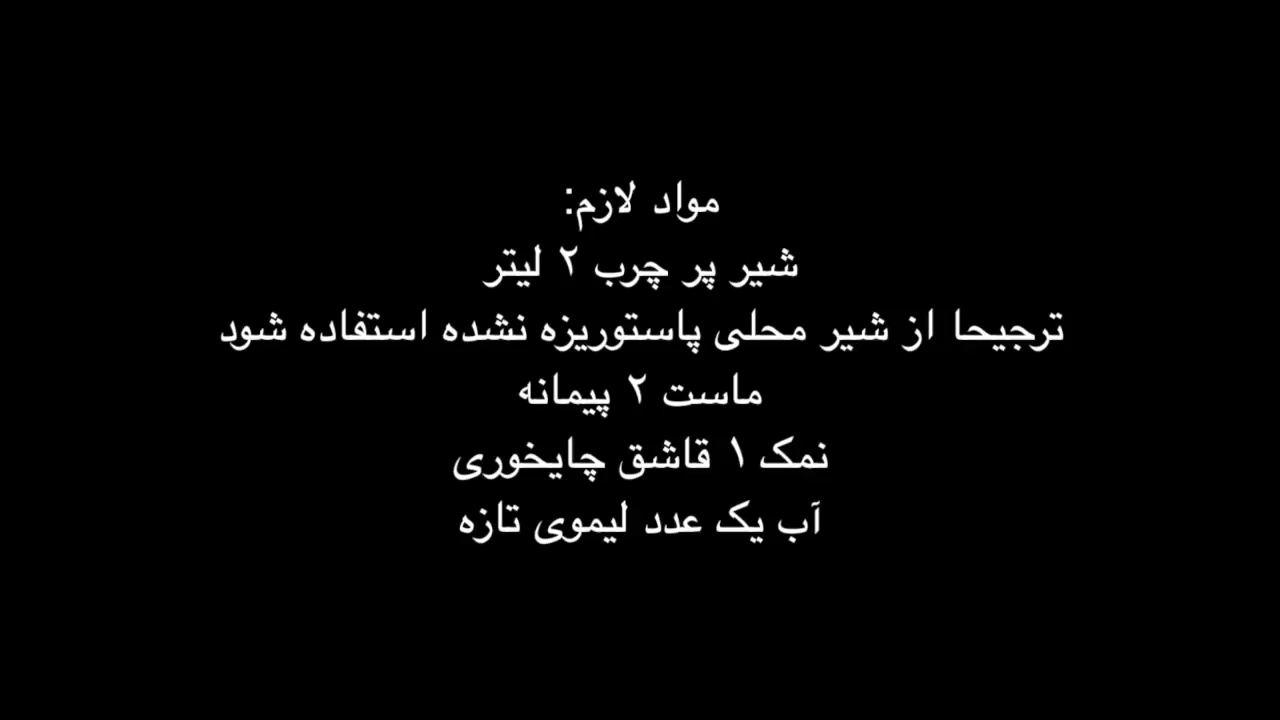 مواد لازم:
شیر پر چرب ۲ لیتر
ترجیحا از شیر محلی پاستوریزه نشده استفاده شود
ماست ۲ پیمانه
نمک ۱ قاشق چایخوری
آب یک عدد لیموی تازه